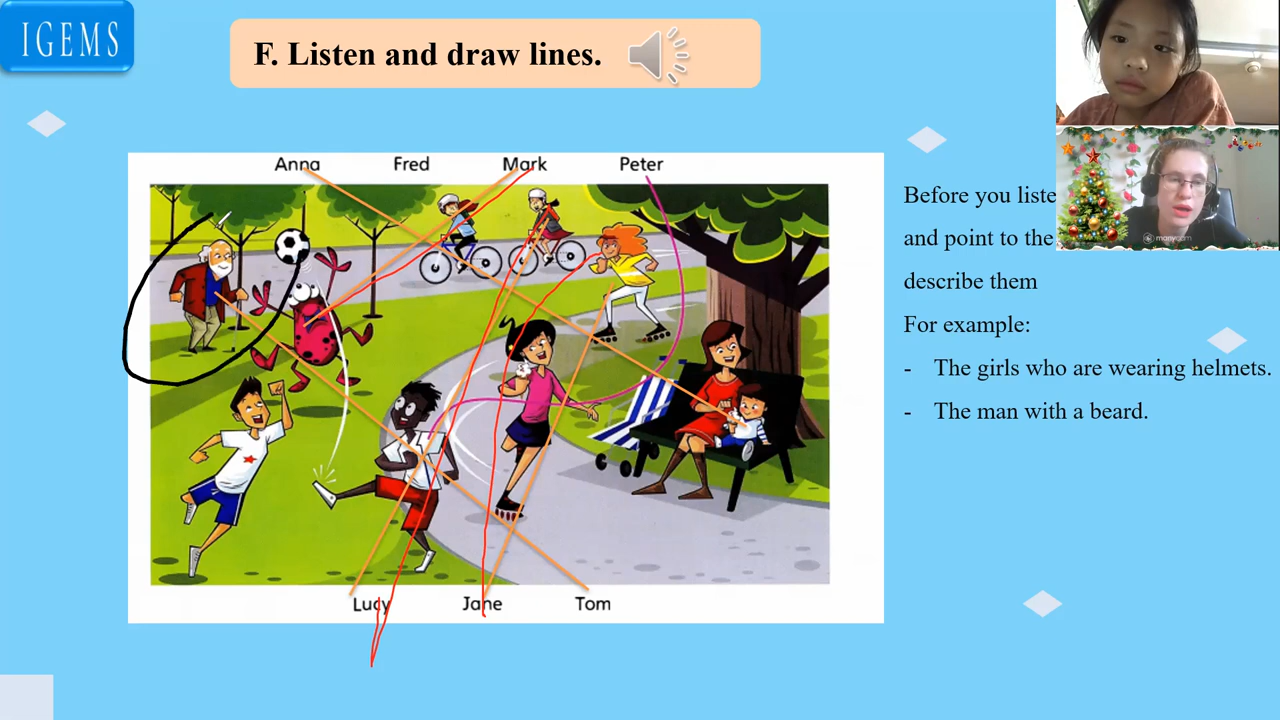 IGEMS
F. Listen and draw lines.
Anna Fred Mark Peter
Before you liste
and point to the
describe them
For example:
- The girls who are wearing helmets.
- The man with a beard.
Lucy Jane Tom
manycam